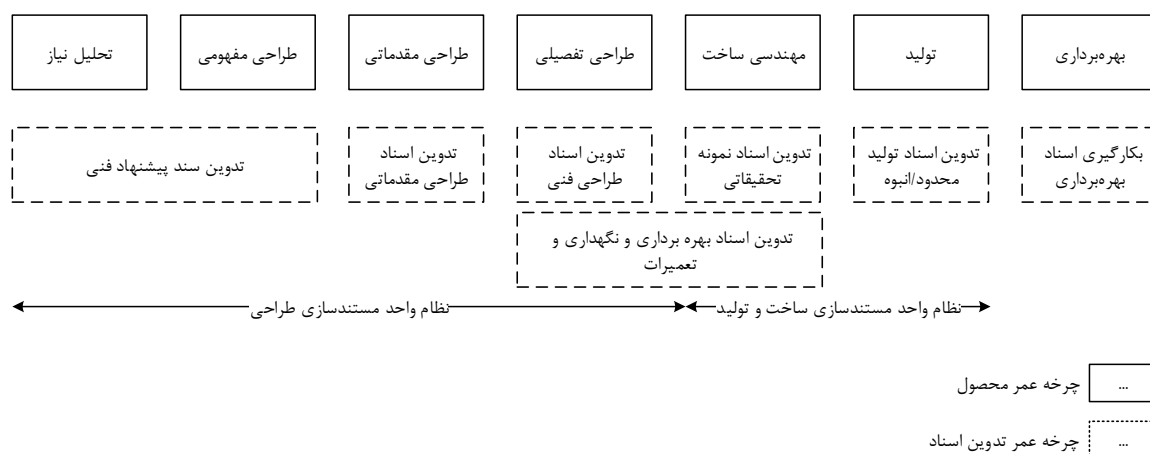 تحلیل نیاز
طراحی مفهومی
طراحی مقدماتی
طراحی تفصیلی
مهندسی ساخت
تولید
بهره‌برداری
تدوین سند پیشنهاد فنی
تدوین اسناد
طراحی مقدماتی
تدوین اسناد
طراحی فنی
تدوین اسناد نمونه
تحقیقاتی
تدوین اسناد تولید
محدود/انبوه
بکارگیری اسناد
بهره‌برداری
تدوین اسناد بهره برداری و نگهداری و
تعمیرات
نظام واحد مستندسازی طراحی
نظام واحد مستندسازی ساخت و تولید
...
چرخه عمر محصول
...
چرخه عمر تدوین اسناد